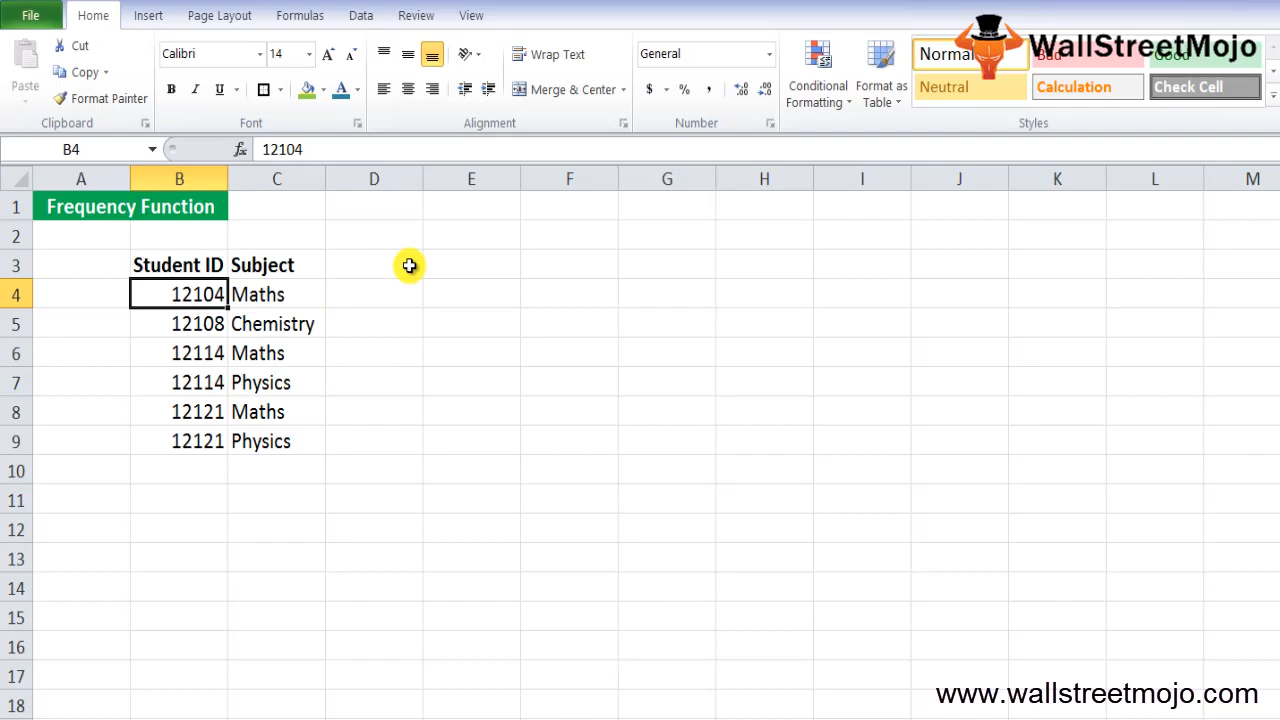 File Home Insert Page Layout Formulas Data Review View
WallStreetMojo
Cut
Copy
Format Painter
Paste
Clipboard
Calibri 14 A A
B I U A
Font
Wrap Text
Merge & Center
Alignment
General
$ % , .00 .0
Number
Conditional Formatting
Format as Table
Normal Bad Good
Neutral Calculation Check Cell
Styles
B4 fx 12104
A B C D E F G H I J K L M
1 Frequency Function
2
3 Student ID Subject
4 12104 Maths
5 12108 Chemistry
6 12114 Maths
7 12114 Physics
8 12121 Maths
9 12121 Physics
10
11
12
13
14
15
16
17
18
www.wallstreetmojo.com